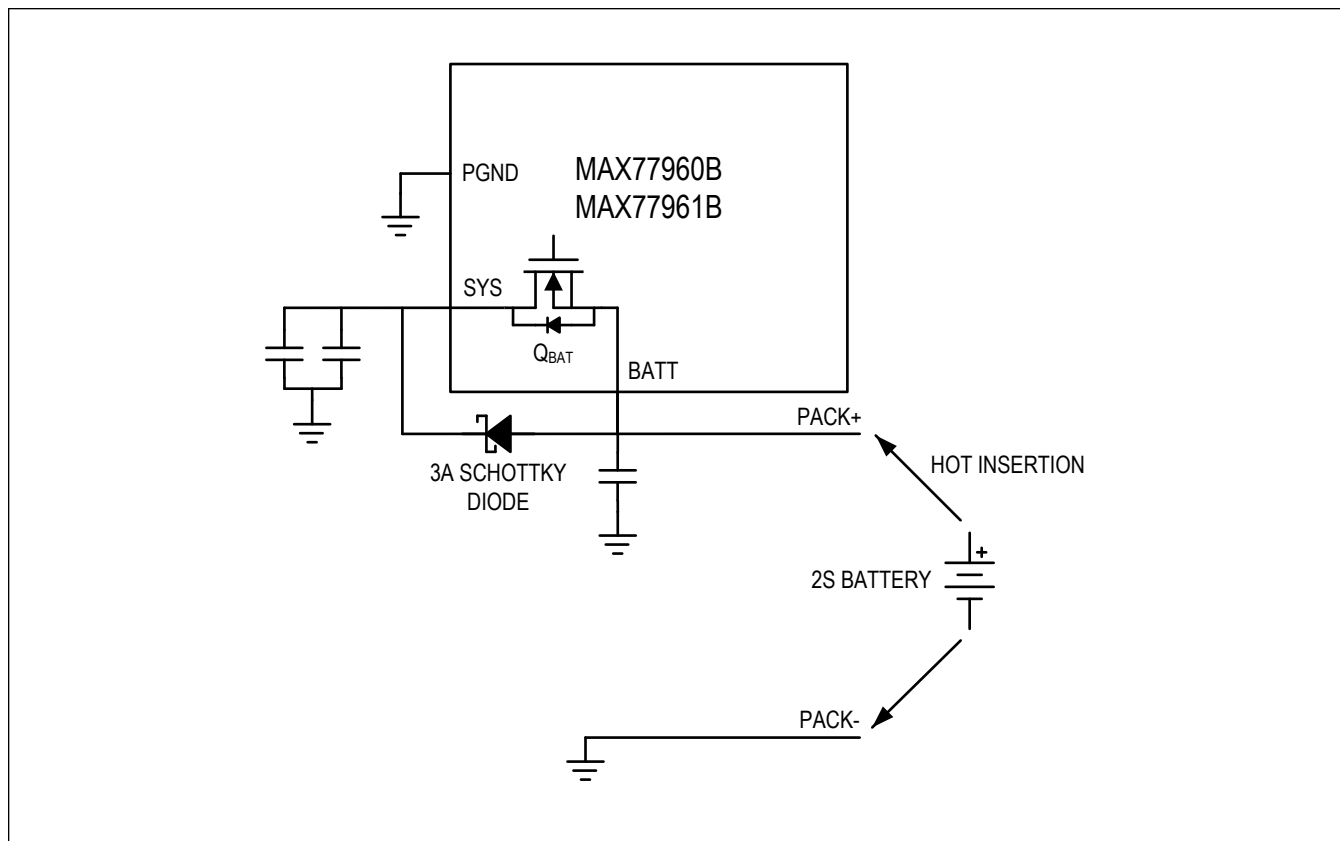 PGND
MAX77960B
MAX77961B
SYS
QBAT
BATT
PACK+
3A SCHOTTKY
DIODE
HOT INSERTION
+
2S BATTERY
PACK-